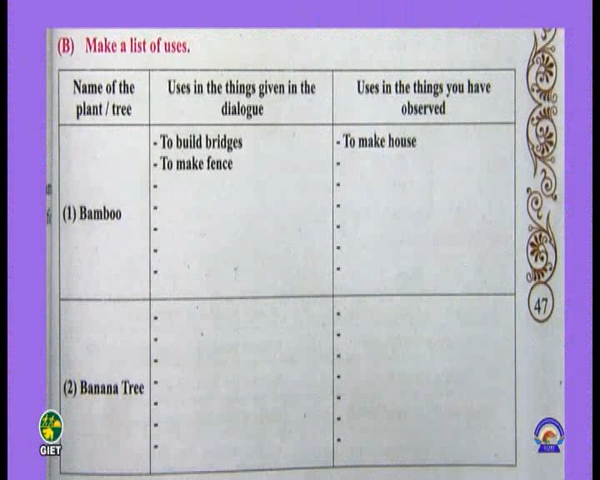 (B) Make a list of uses.
Name of the
plant / tree
Uses in the things given in the
dialogue
Uses in the things you have
observed
(1) Bamboo
- To build bridges
- To make fence
-
-
-
-
-
- To make house
-
-
-
-
-
-
(2) Banana Tree
-
-
-
-
-
-
-
-
-
-
-
-
-
-
47
GIET